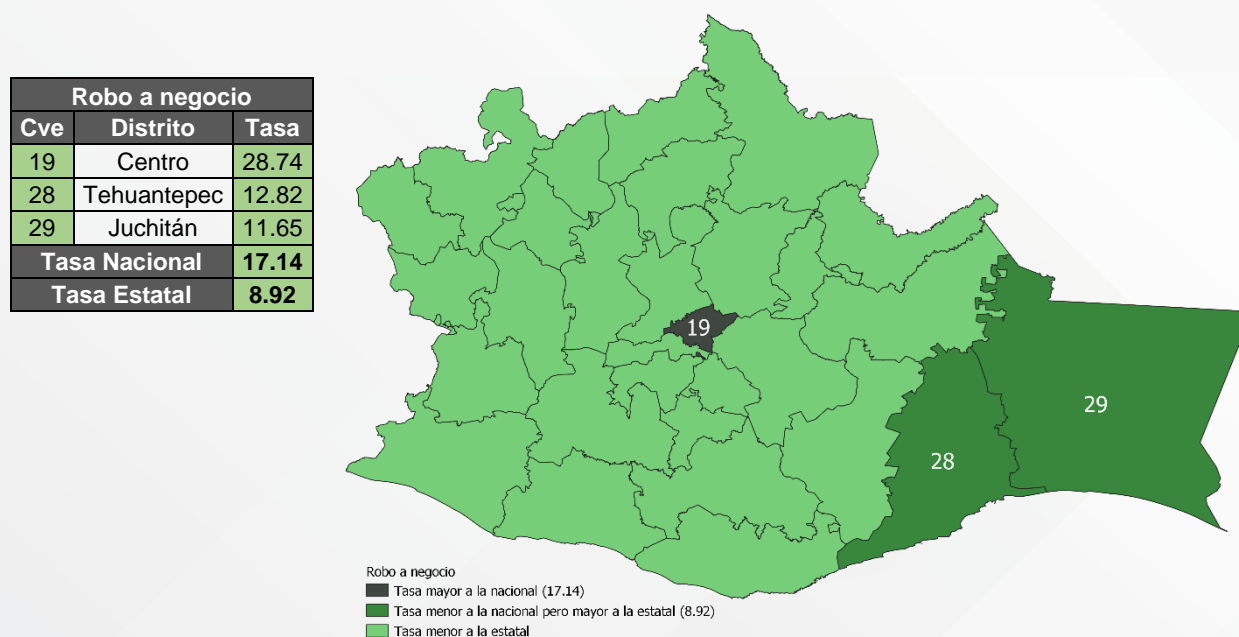 Robo a negocio
Cve Distrito Tasa
19 Centro 28.74
28 Tehuantepec 12.82
29 Juchitán 11.65
Tasa Nacional 17.14
Tasa Estatal 8.92
19
29
28
Robo a negocio
Tasa mayor a la nacional (17.14)
Tasa menor a la nacional pero mayor a la estatal (8.92)
Tasa menor a la estatal